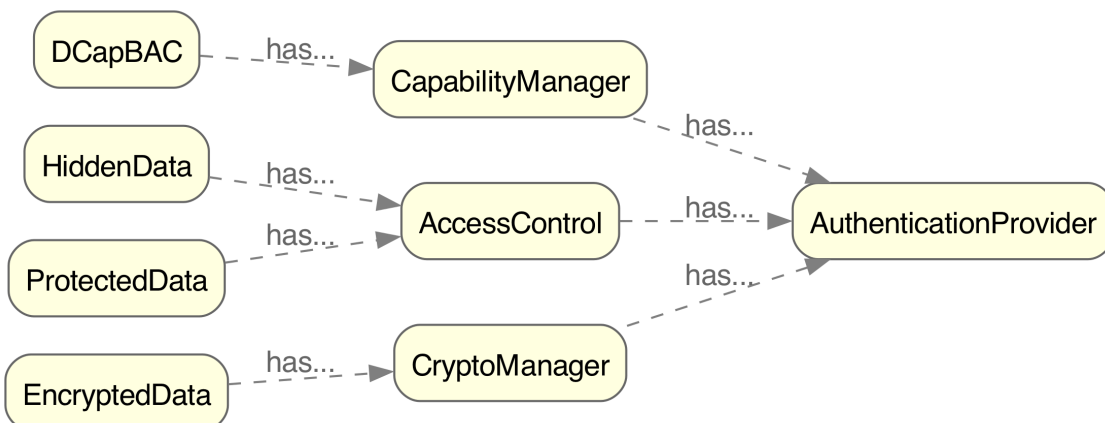 DCapBAC
has...
CapabilityManager
has...
HiddenData
has...
AccessControl
has...
AuthenticationProvider
ProtectedData
has...
has...
EncryptedData
has...
CryptoManager